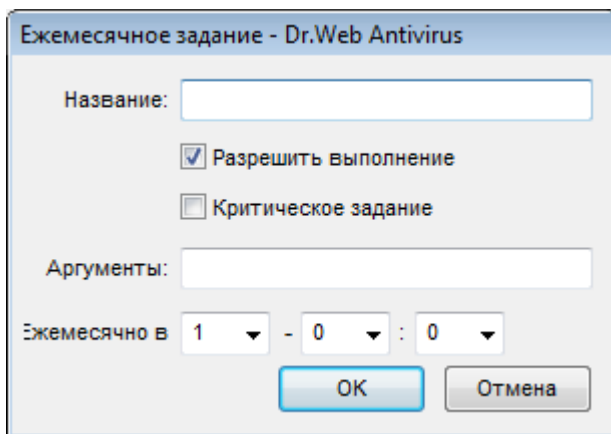 Ежемесячное задание - Dr.Web Antivirus
Название:
Разрешить выполнение
Критическое задание
Аргументы:
Ежемесячно в 1 - 0 : 0
OK Отмена